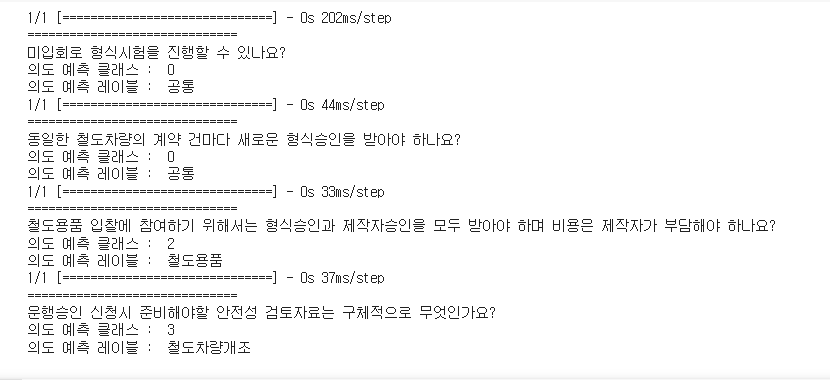 1/1 [==============================] - 0s 202ms/step
==============================
미입회로 형식시험을 진행할 수 있나요?
의도 예측 클래스 :  0
의도 예측 레이블 :  공통
1/1 [==============================] - 0s 44ms/step
==============================
동일한 철도차량의 계약 건마다 새로운 형식승인을 받아야 하나요?
의도 예측 클래스 :  0
의도 예측 레이블 :  공통
1/1 [==============================] - 0s 33ms/step
==============================
철도용품 입찰에 참여하기 위해서는 형식승인과 제작자승인을 모두 받아야 하며 비용은 제작자가 부담해야 하나요?
의도 예측 클래스 :  2
의도 예측 레이블 :  철도용품
1/1 [==============================] - 0s 37ms/step
==============================
운행승인 신청시 준비해야할 안전성 검토자료는 구체적으로 무엇인가요?
의도 예측 클래스 :  3
의도 예측 레이블 :  철도차량개조